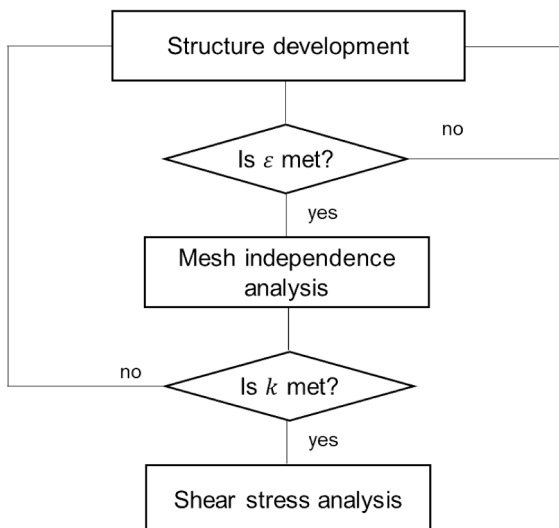 Structure development
no
Is ε met?
yes
Mesh independence
analysis
no
Is k met?
yes
Shear stress analysis